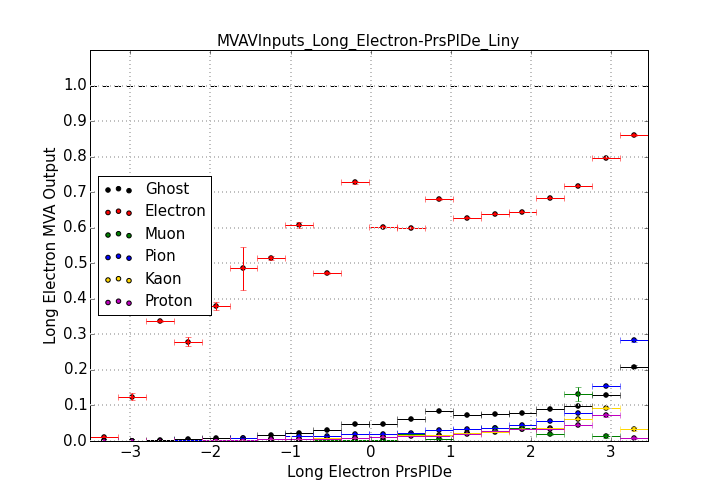 MVAVInputs_Long_Electron-PrsPIDe_Liny
Long Electron MVA Output
1.0
0.9
0.8
0.7
0.6
0.5
0.4
0.3
0.2
0.1
0.0
Ghost
Electron
Muon
Pion
Kaon
Proton
−3 −2 −1 0 1 2 3
Long Electron PrsPIDe